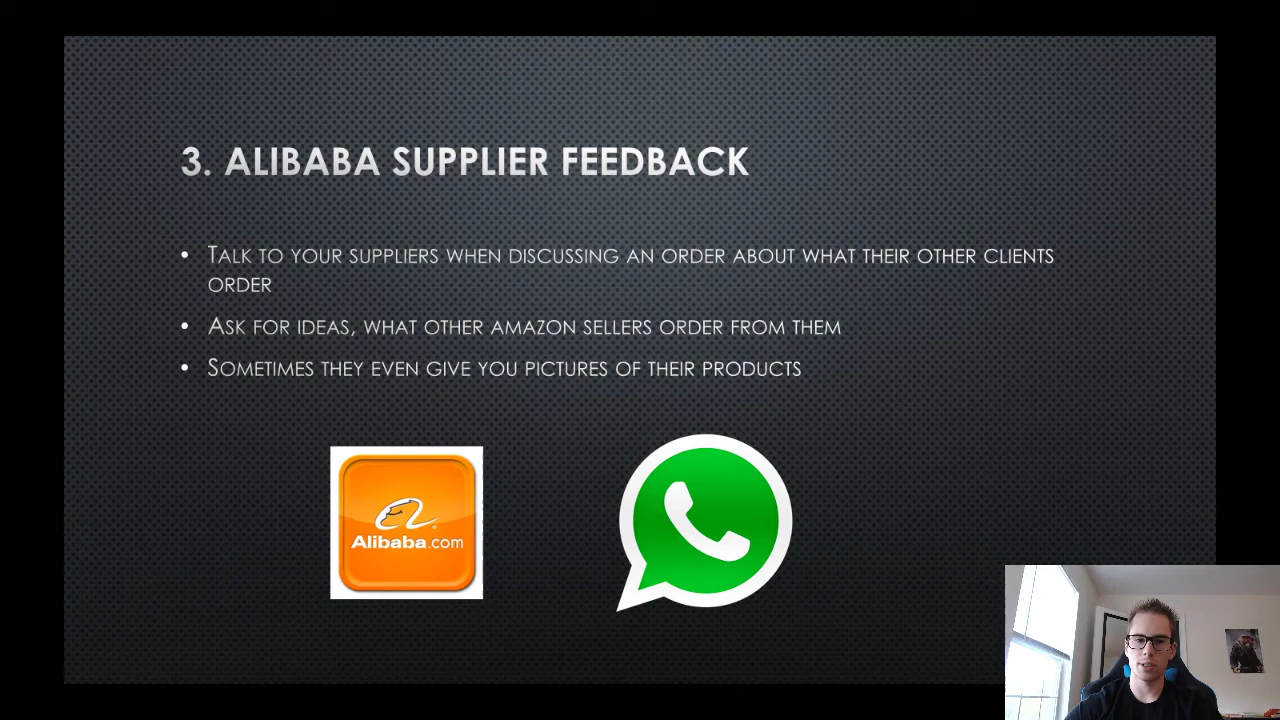 3. ALIBABA SUPPLIER FEEDBACK
• TALK TO YOUR SUPPLIERS WHEN DISCUSSING AN ORDER ABOUT WHAT THEIR OTHER CLIENTS
ORDER
• ASK FOR IDEAS, WHAT OTHER AMAZON SELLERS ORDER FROM THEM
• SOMETIMES THEY EVEN GIVE YOU PICTURES OF THEIR PRODUCTS
Alibaba.com